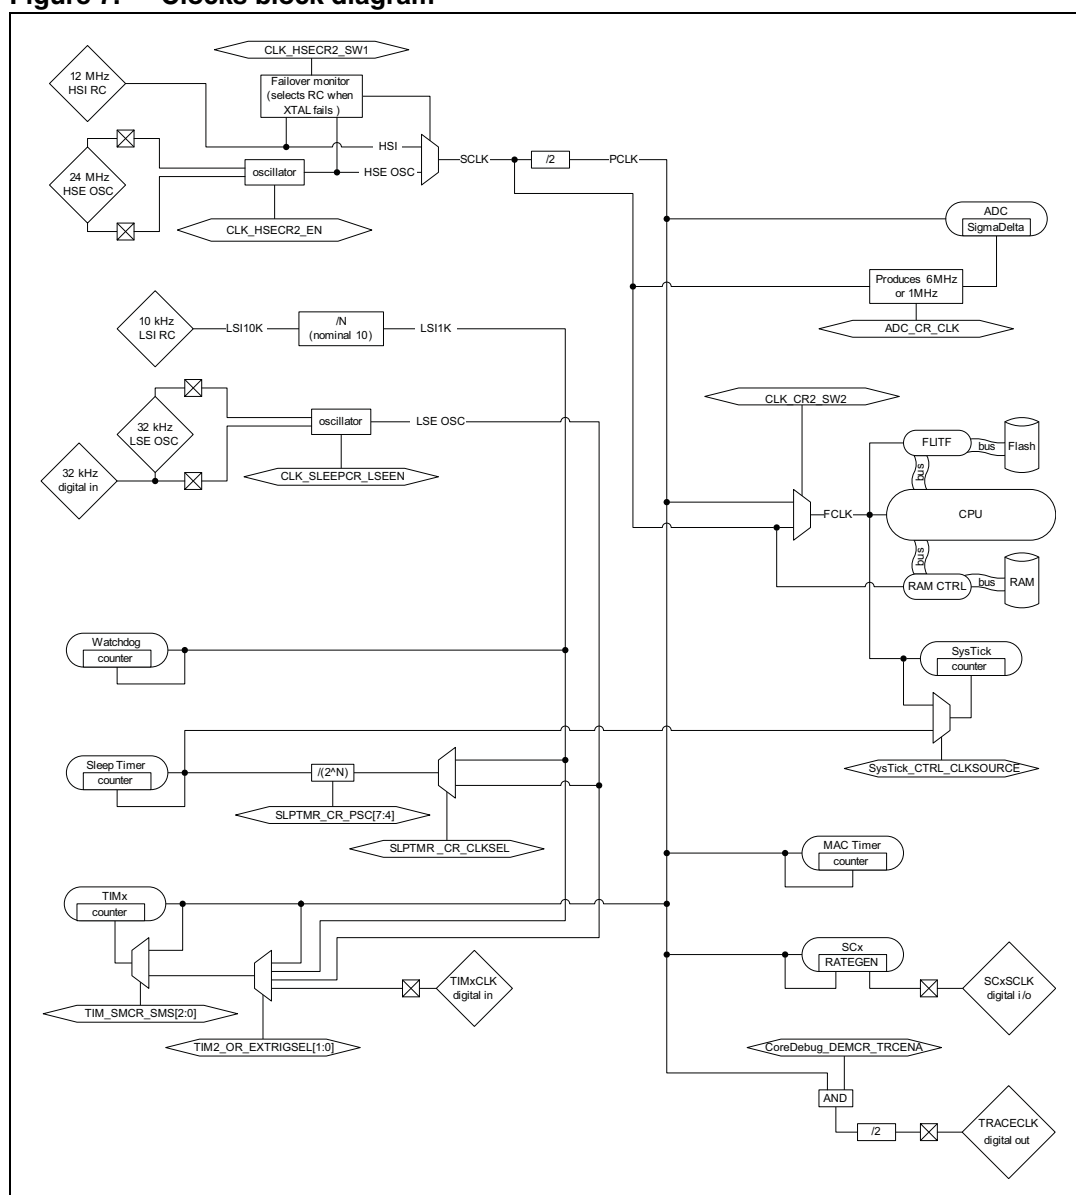 Figure 7. Clocks block diagram
CLK_HSECR2_SW1
12 MHz
HSI RC
Failover monitor
(selects RC when
XTAL fails )
HSI
SCLK
/2
PCLK
24 MHz
HSE OSC
oscillator
HSE OSC
CLK_HSECR2_EN
ADC
SigmaDelta
Produces 6MHz
or 1MHz
ADC_CR_CLK
10 kHz
LSI RC
LSI10K
/N
(nominal 10)
LSI1K
CLK_CR2_SW2
32 kHz
LSE OSC
oscillator
LSE OSC
32 kHz
digital in
CLK_SLEEPCR_LSEEN
FLITF
bus
Flash
bus
FCLK
CPU
bus
RAM CTRL
bus
RAM
Watchdog
counter
SysTick
counter
Sleep Timer
counter
/(2^N)
SysTick_CTRL_CLKSOURCE
SLPTMR_CR_PSC[7:4]
SLPTMR_CR_CLKSEL
MAC Timer
counter
TIMx
counter
SCx
RATEGEN
TIMxCLK
digital in
SCxSCLK
digital i/o
TIM_SMCR_SMS[2:0]
TIM2_OR_EXTRIGSEL[1:0]
CoreDebug_DEMCR_TRCENA
AND
/2
TRACECLK
digital out